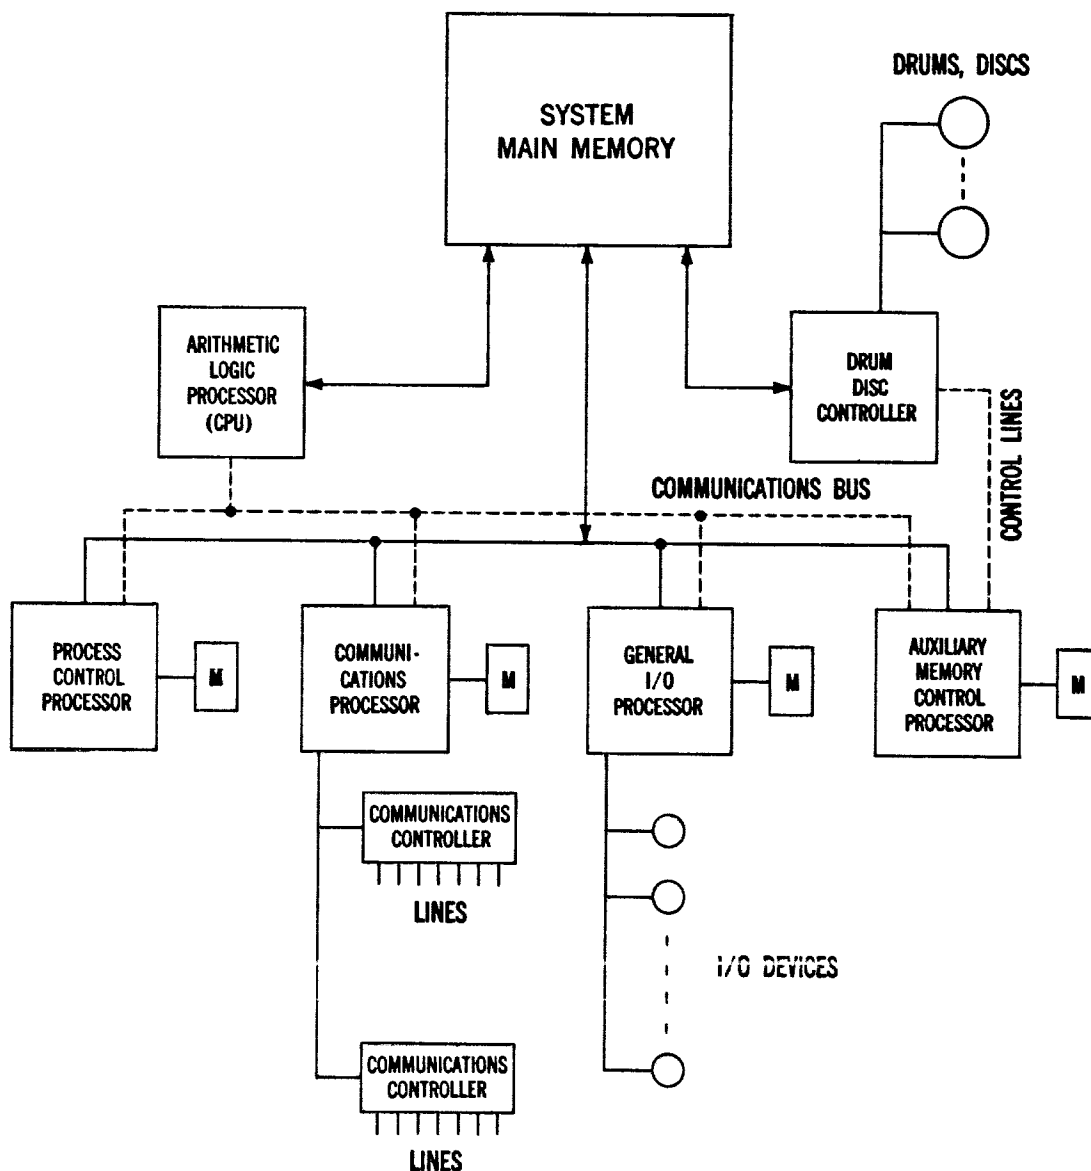 DRUMS, DISCS
SYSTEM
MAIN MEMORY
ARITHMETIC
LOGIC
PROCESSOR
(CPU)
DRUM
DISC
CONTROLLER
CONTROL LINES
COMMUNICATIONS BUS
PROCESS
CONTROL
PROCESSOR
M
COMMUNI-
CATIONS
PROCESSOR
M
GENERAL
I/O
PROCESSOR
M
AUXILIARY
MEMORY
CONTROL
PROCESSOR
M
COMMUNICATIONS
CONTROLLER
LINES
I/O DEVICES
COMMUNICATIONS
CONTROLLER
LINES